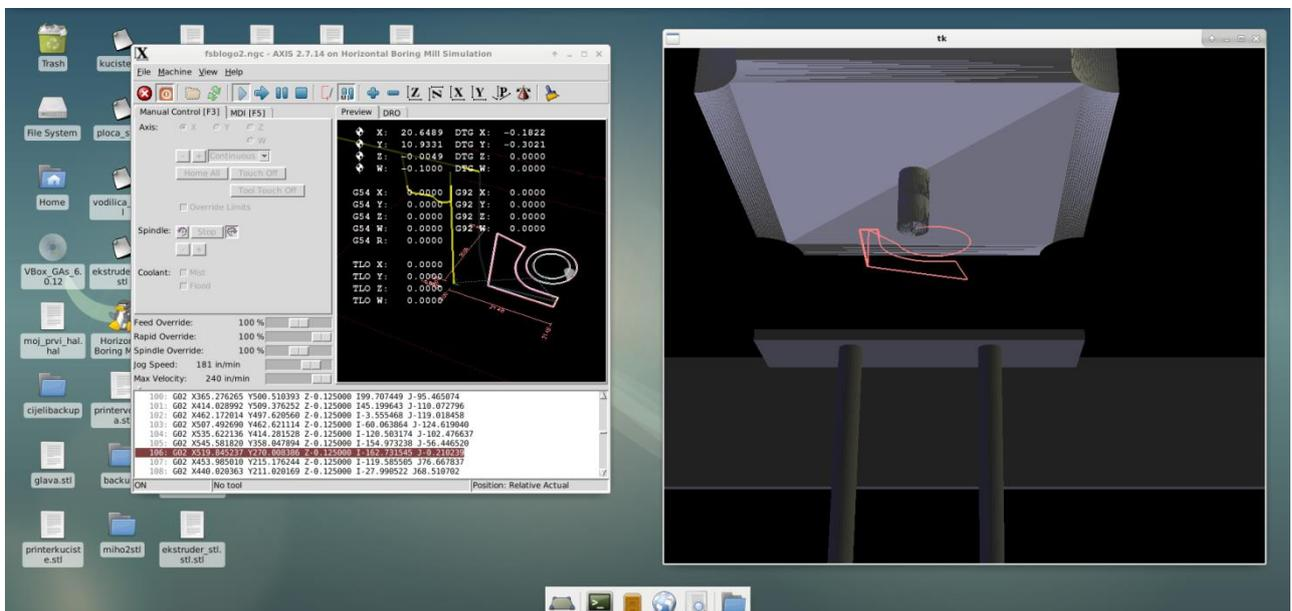 Trash
kuciste
File System
ploca_s
Home
vodilica_
l
VBox_GAs_6.
0.12
ekstrude
stl
moj_prvi_hal.
hal
Horizon
Boring M
cijelibackup
printerv
a.st
glava.stl
backu
printerkucist
e.stl
miho2stl
ekstruder_stl.
stl.stl
fsblogo2.ngc - AXIS 2.7.14 on Horizontal Boring Mill Simulation
File Machine View Help
Z N X Y P
Manual Control [F3] MDI [F5]
Axis: X Y Z
W
- + Continuous
Home All Touch Off
Tool Touch Off
Override Limits
Spindle: Stop
- +
Coolant: Mist
Flood
Feed Override: 100 %
Rapid Override: 100 %
Spindle Override: 100 %
Jog Speed: 181 in/min
Max Velocity: 240 in/min
Preview DRO
X: 20.6489 DTG X: -0.1822
Y: 10.9331 DTG Y: -0.3021
Z: -0.0049 DTG Z: 0.0000
W: -0.1000 DTG W: 0.0000
G54 X: 0.0000 G92 X: 0.0000
G54 Y: 0.0000 G92 Y: 0.0000
G54 Z: 0.0000 G92 Z: 0.0000
G54 W: 0.0000 G92 W: 0.0000
G54 R: 0.0000
TLO X: 0.0000
TLO Y: 0.0000
TLO Z: 0.0000
TLO W: 0.0000
100: G02 X365.276265 Y500.510393 Z-0.125000 I99.707449 J-95.465074
101: G02 X414.028992 Y509.376252 Z-0.125000 I45.199643 J-110.072796
102: G02 X462.172014 Y497.620560 Z-0.125000 I-3.555468 J-119.018458
103: G02 X507.492690 Y462.621114 Z-0.125000 I-60.063864 J-124.619040
104: G02 X535.622136 Y414.281528 Z-0.125000 I-120.503174 J-102.476637
105: G02 X545.581820 Y358.047894 Z-0.125000 I-154.973238 J-56.446520
106: G02 X519.845237 Y270.008386 Z-0.125000 I-162.731545 J-0.210239
107: G02 X453.985010 Y215.176244 Z-0.125000 I-119.585505 J76.667837
108: G02 X440.020363 Y211.020169 Z-0.125000 I-27.990522 J68.510702
ON No tool Position: Relative Actual
tk